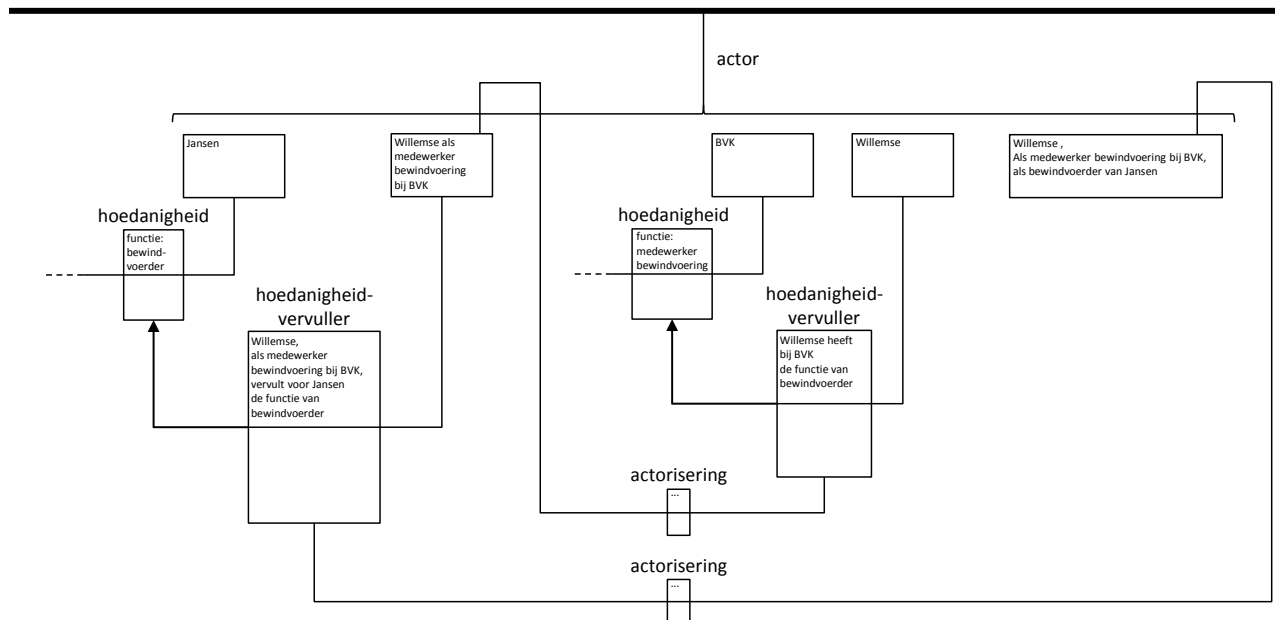 actor
Jansen
Willemse als
medewerker
bewindvoering
bij BVK
BVK
Willemse
Willemse ,
Als medewerker bewindvoering bij BVK,
als bewindvoerder van Jansen
hoedanigheid
functie:
bewind-
voerder
hoedanigheid
functie:
medewerker
bewindvoering
hoedanigheid-
vervuller
Willemse,
als medewerker
bewindvoering bij BVK,
vervult voor Jansen
de functie van
bewindvoerder
hoedanigheid-
vervuller
Willemse heeft
bij BVK
de functie van
bewindvoerder
actorisering
...
actorisering
...